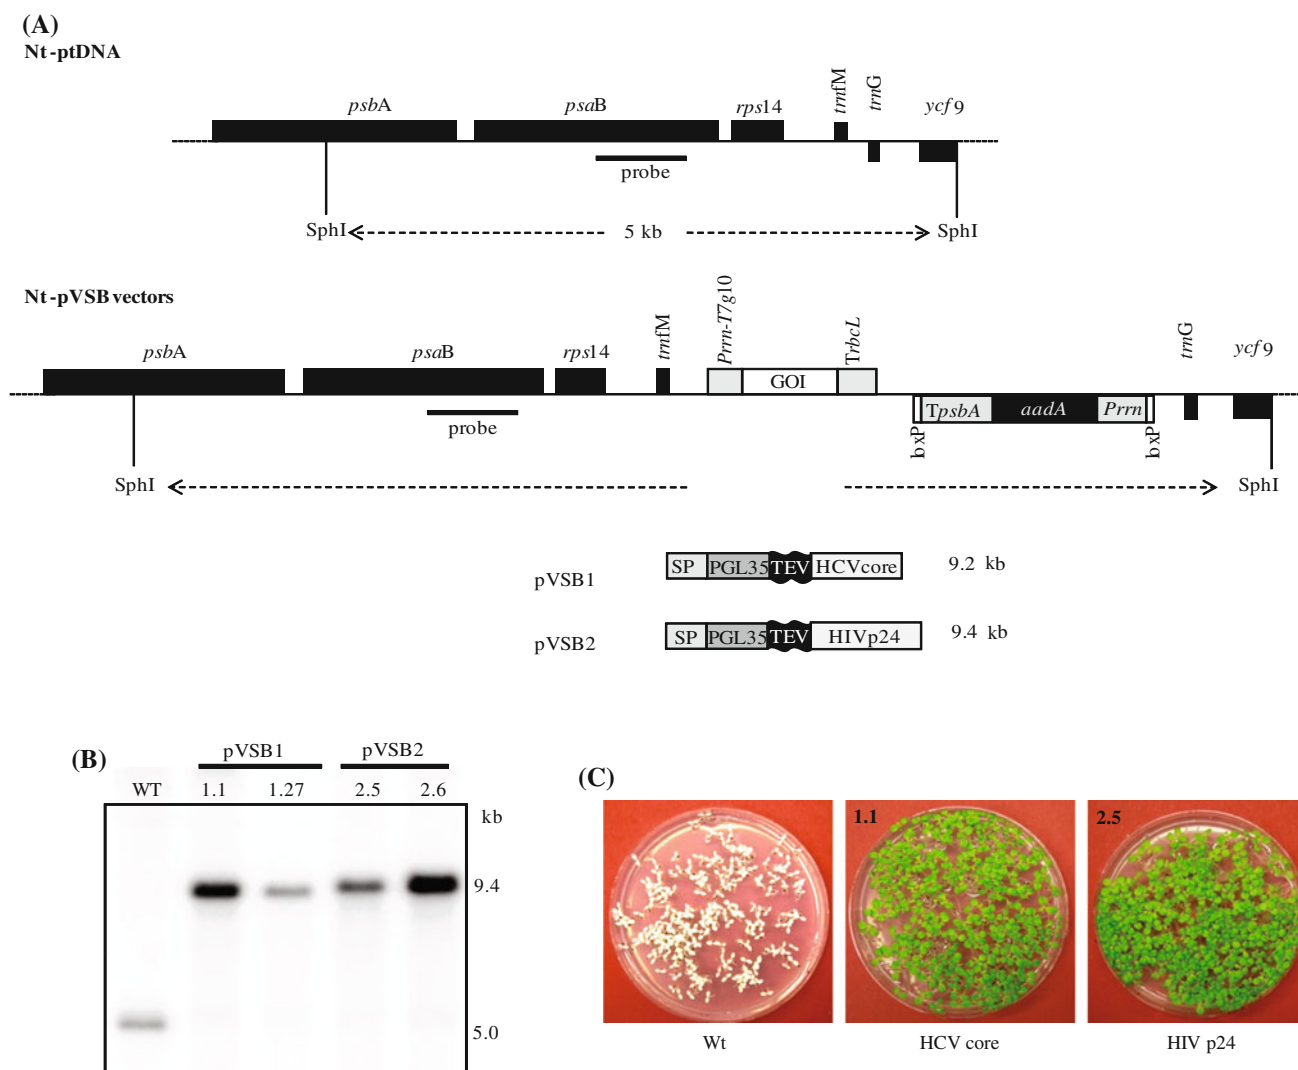 (A)
Nt-ptDNA
psbA psaB rps14 trnfM trnG ycf9
probe
SphI 5 kb SphI
Nt-pVSB vectors
psbA psaB rps14 trnfM Prrn-T7g10 TrbcL trnG ycf9
GOI
TpsbA aadA Prrn
probe
bxP bxP
SphI SphI
pVSB1 SP PGL35 TEV HCVcore 9.2 kb
pVSB2 SP PGL35 TEV HIVp24 9.4 kb
(B)
pVSB1 pVSB2
WT 1.1 1.27 2.5 2.6
kb
9.4
5.0
(C)
1.1 2.5
Wt HCV core HIV p24